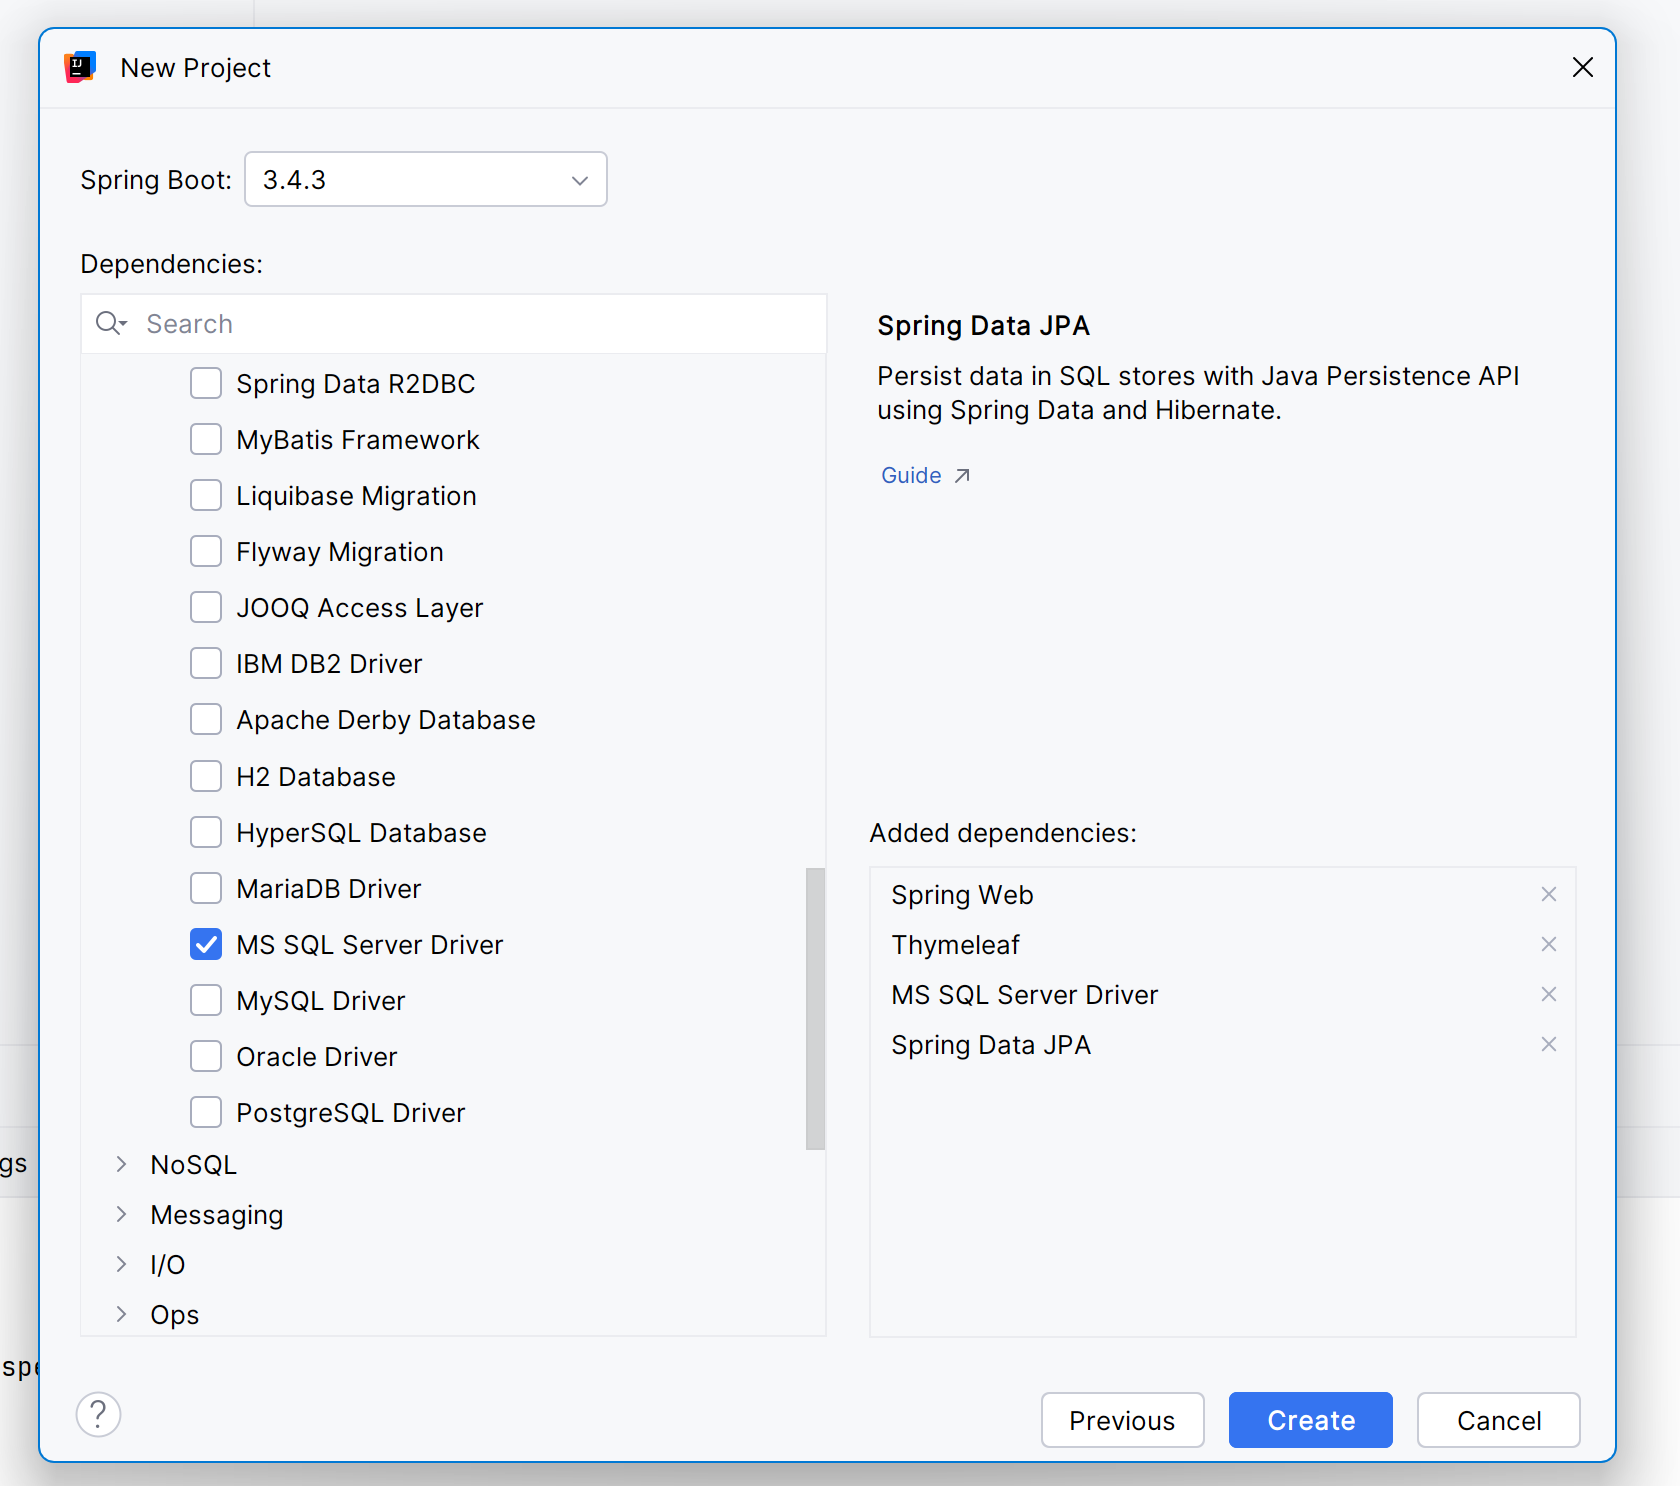 New Project
Spring Boot: 3.4.3
Dependencies:
Search
Spring Data R2DBC
MyBatis Framework
Liquibase Migration
Flyway Migration
JOOQ Access Layer
IBM DB2 Driver
Apache Derby Database
H2 Database
HyperSQL Database
MariaDB Driver
MS SQL Server Driver
MySQL Driver
Oracle Driver
PostgreSQL Driver
NoSQL
Messaging
I/O
Ops
Spring Data JPA
Persist data in SQL stores with Java Persistence API
using Spring Data and Hibernate.
Guide
Added dependencies:
Spring Web
Thymeleaf
MS SQL Server Driver
Spring Data JPA
gs
?
Previous
Create
Cancel